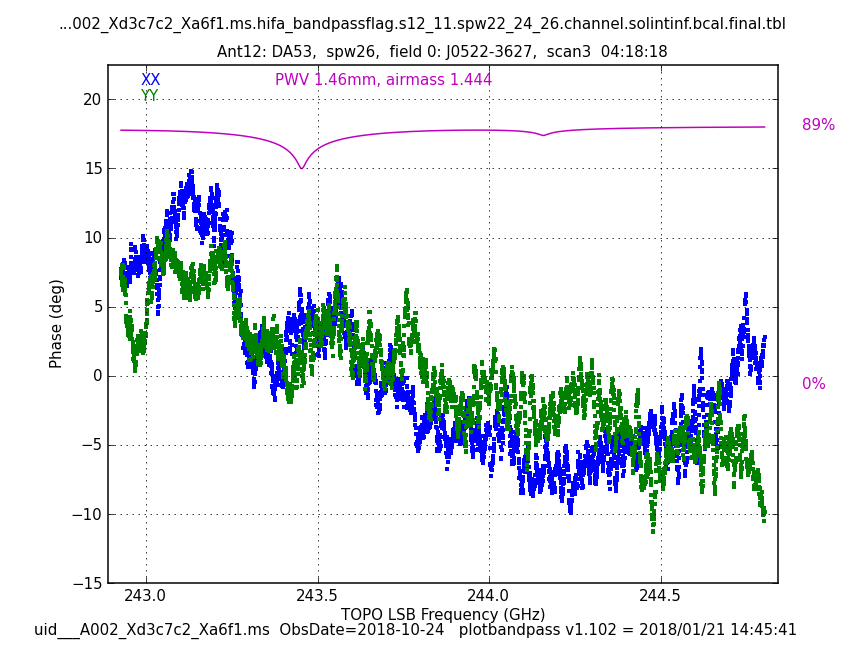 ...002_Xd3c7c2_Xa6f1.ms.hifa_bandpassflag.s12_11.spw22_24_26.channel.solintinf.bcal.final.tbl
Ant12: DA53,  spw26,  field 0: J0522-3627,  scan3  04:18:18
XX
PWV 1.46mm, airmass 1.444
YY
20
89%
15
10
5
Phase (deg)
0
0%
−5
−10
−15
243.0 243.5 244.0 244.5
TOPO LSB Frequency (GHz)
uid___A002_Xd3c7c2_Xa6f1.ms  ObsDate=2018-10-24   plotbandpass v1.102 = 2018/01/21 14:45:41